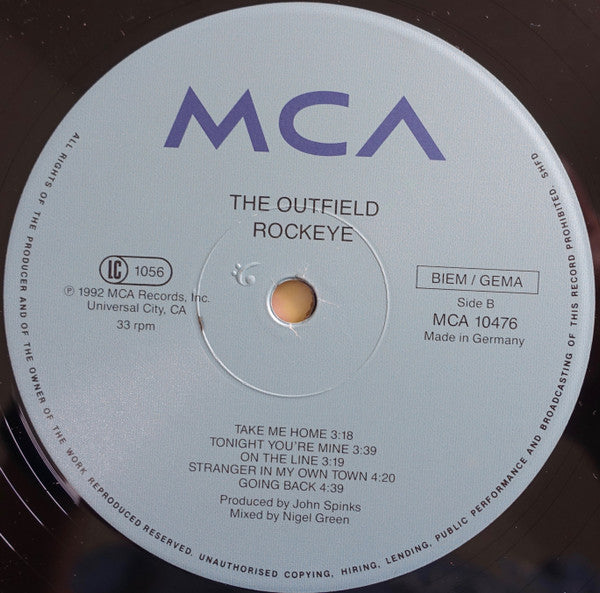 MCA
THE OUTFIELD
ROCKEYE
LC 1056
℗ 1992 MCA Records, Inc.
Universal City, CA
33 rpm
BIEM / GEMA
Side B
MCA 10476
Made in Germany
TAKE ME HOME 3:18
TONIGHT YOU'RE MINE 3:39
ON THE LINE 3:19
STRANGER IN MY OWN TOWN 4:20
GOING BACK 4:39
Produced by John Spinks
Mixed by Nigel Green
ALL RIGHTS OF THE PRODUCER AND OF THE OWNER OF THE WORK REPRODUCED RESERVED. UNAUTHORISED COPYING, HIRING, LENDING, PUBLIC PERFORMANCE AND BROADCASTING OF THIS RECORD PROHIBITED. SHFD